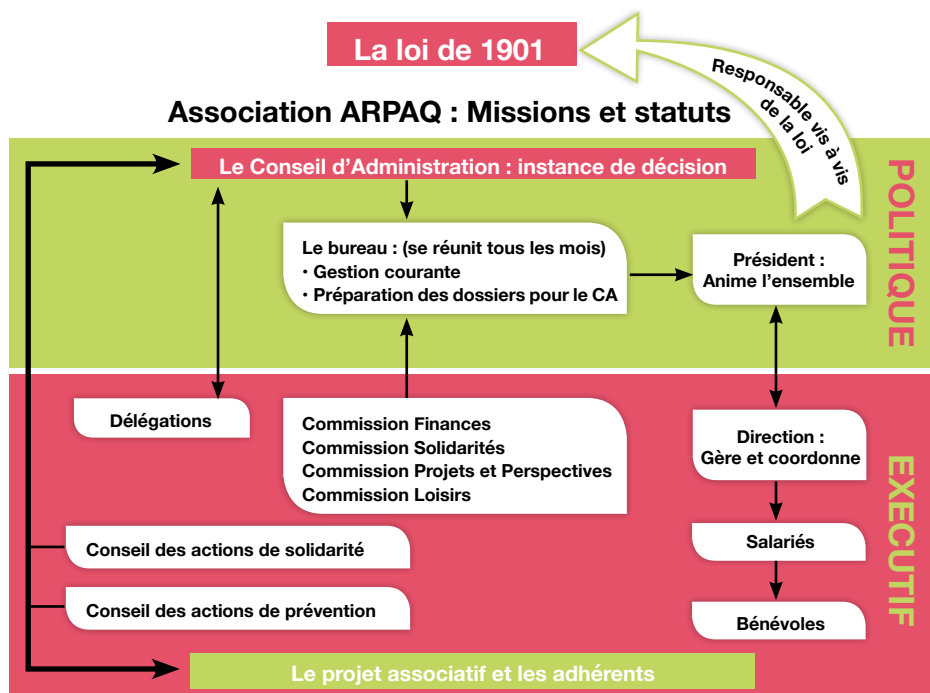 La loi de 1901
Responsable vis à vis
de la loi
Association ARPAQ : Missions et statuts
POLITIQUE
Le Conseil d'Administration : instance de décision
Le bureau : (se réunit tous les mois)
· Gestion courante
· Préparation des dossiers pour le CA
Président :
Anime l'ensemble
EXECUTIF
Délégations
Commission Finances
Commission Solidarités
Commission Projets et Perspectives
Commission Loisirs
Direction :
Gère et coordonne
Conseil des actions de solidarité
Salariés
Conseil des actions de prévention
Bénévoles
Le projet associatif et les adhérents